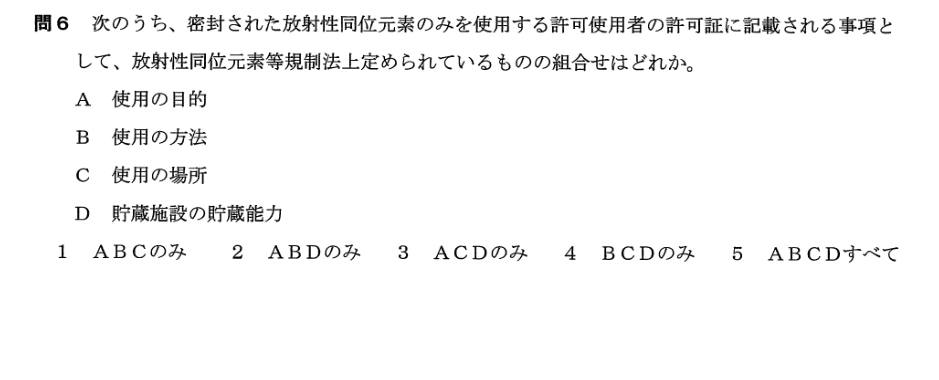 問６　次のうち、密封された放射性同位元素のみを使用する許可使用者の許可証に記載される事項と
して、放射性同位元素等規制法上定められているものの組合せはどれか。
A　使用の目的
B　使用の方法
C　使用の場所
D　貯蔵施設の貯蔵能力
1　ＡＢＣのみ　　2　ＡＢＤのみ　　3　ＡＣＤのみ　　4　ＢＣＤのみ　　5　ＡＢＣＤすべて